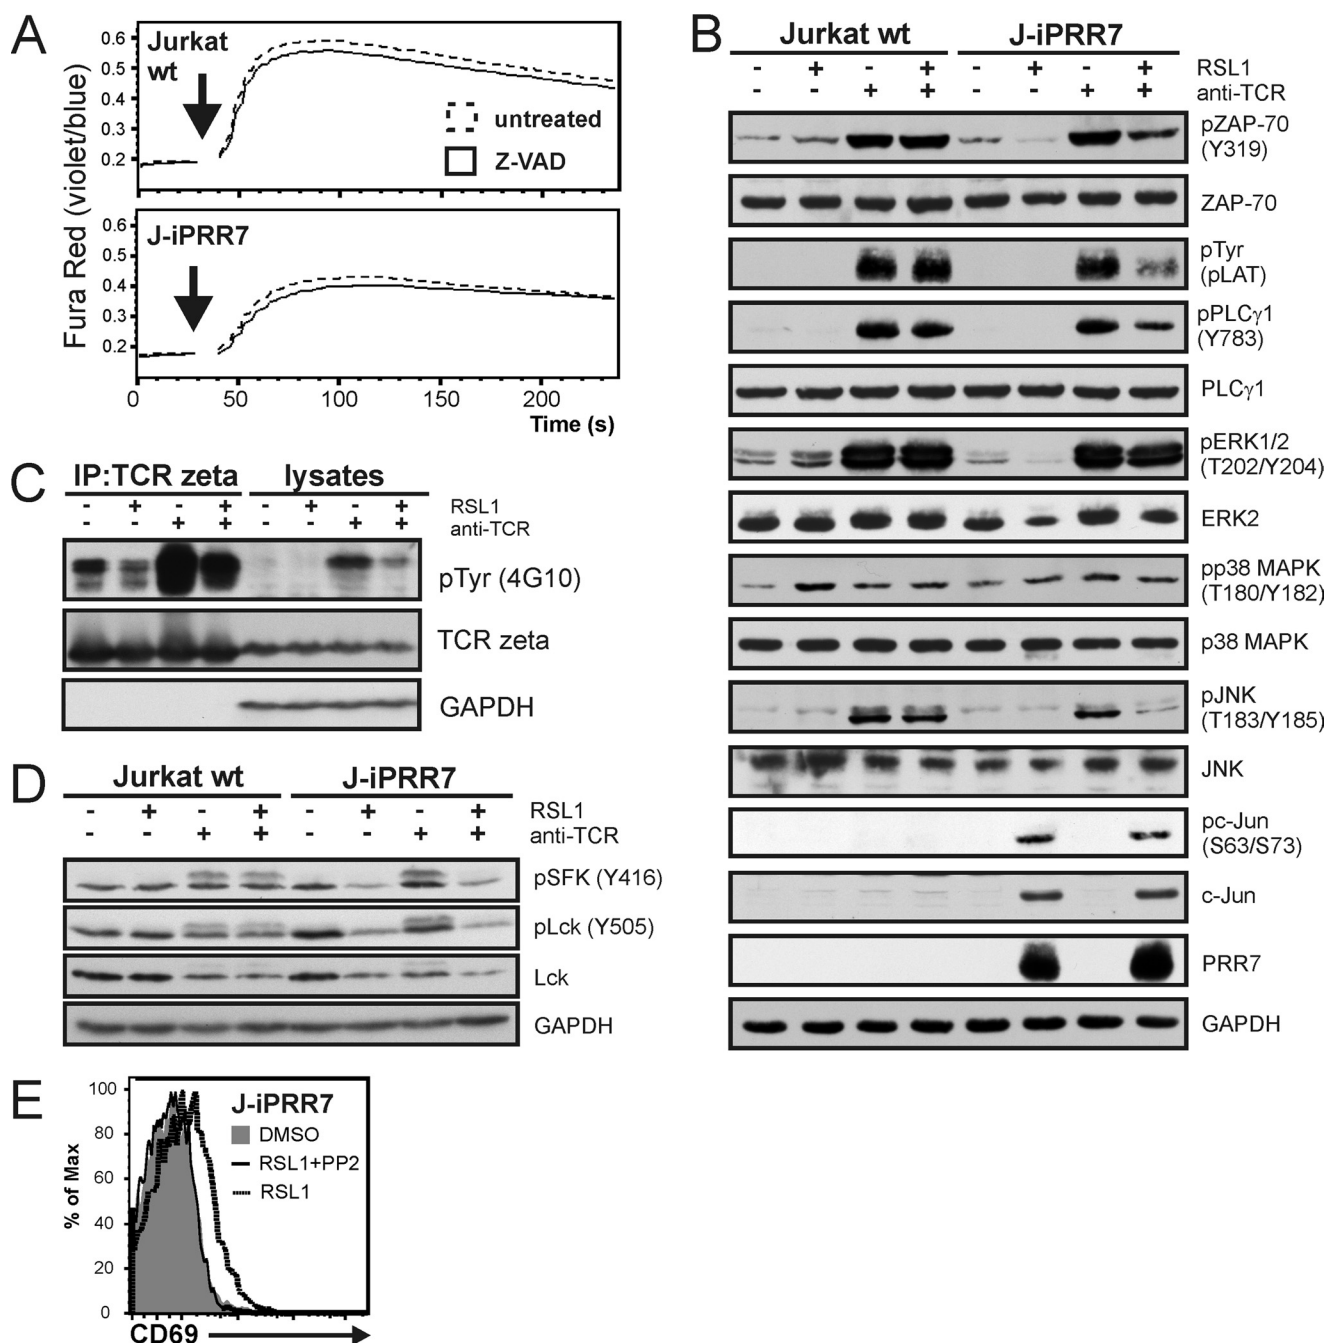 A
Jurkat
wt
untreated
Z-VAD
0.6
0.5
0.4
0.3
0.2
J-iPRR7
0.6
0.5
0.4
0.3
0.2
Fura Red (violet/blue)
0 50 100 150 200
Time (s)
B
Jurkat wt J-iPRR7
- + - + - + - + RSL1
- - + + - - + + anti-TCR
pZAP-70
(Y319)
ZAP-70
pTyr
(pLAT)
pPLCγ1
(Y783)
PLCγ1
pERK1/2
(T202/Y204)
ERK2
pp38 MAPK
(T180/Y182)
p38 MAPK
pJNK
(T183/Y185)
JNK
pc-Jun
(S63/S73)
c-Jun
PRR7
GAPDH
C
IP:TCR zeta lysates
- + - + - + - + RSL1
- - + + - - + + anti-TCR
pTyr (4G10)
TCR zeta
GAPDH
D
Jurkat wt J-iPRR7
- + - + - + - + RSL1
- - + + - - + + anti-TCR
pSFK (Y416)
pLck (Y505)
Lck
GAPDH
E
J-iPRR7
DMSO
RSL1+PP2
RSL1
100
80
60
40
20
0
% of Max
CD69